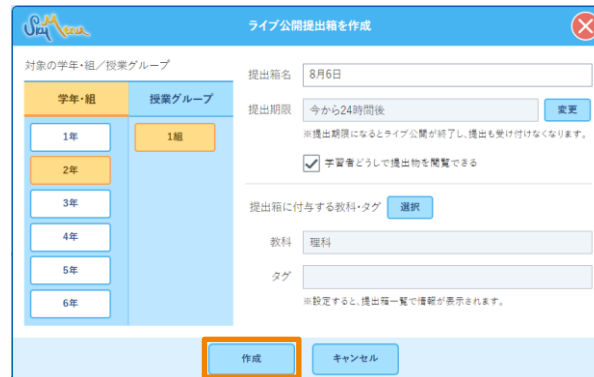 SKYMENU
ライブ公開提出箱を作成
対象の学年・組／授業グループ
学年・組
授業グループ
1年
1組
2年
3年
4年
5年
6年
提出箱名
8月6日
提出期限
今から24時間後
変更
※提出期限になるとライブ公開が終了し、提出も受け付けなくなります。
学習者どうしで提出物を閲覧できる
提出箱に付与する教科・タグ
選択
教科
理科
タグ
※設定すると、提出箱一覧で情報が表示されます。
作成
キャンセル